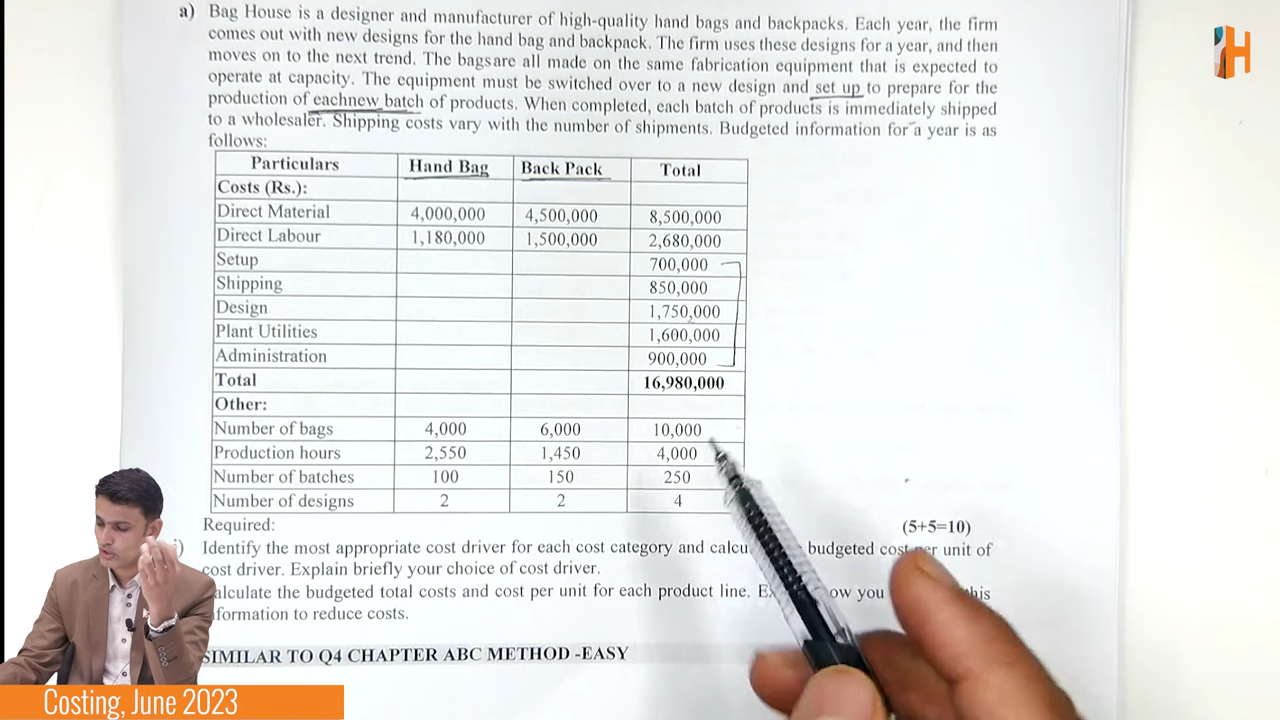 H
a) Bag House is a designer and manufacturer of high-quality hand bags and backpacks. Each year, the firm
comes out with new designs for the hand bag and backpack. The firm uses these designs for a year, and then
moves on to the next trend. The bagsare all made on the same fabrication equipment that is expected to
operate at capacity. The equipment must be switched over to a new design and set up to prepare for the
production of eachnew batch of products. When completed, each batch of products is immediately shipped
to a wholesaler. Shipping costs vary with the number of shipments. Budgeted information for a year is as
follows:
Particulars Hand Bag Back Pack Total
Costs (Rs.):
Direct Material 4,000,000 4,500,000 8,500,000
Direct Labour 1,180,000 1,500,000 2,680,000
Setup 700,000
Shipping 850,000
Design 1,750,000
Plant Utilities 1,600,000
Administration 900,000
Total 16,980,000
Other:
Number of bags 4,000 6,000 10,000
Production hours 2,550 1,450 4,000
Number of batches 100 150 250
Number of designs 2 2 4
Required: (5+5=10)
) Identify the most appropriate cost driver for each cost category and calcu budgeted cost per unit of
cost driver. Explain briefly your choice of cost driver.
alculate the budgeted total costs and cost per unit for each product line. ow you his
formation to reduce costs.
SIMILAR TO Q4 CHAPTER ABC METHOD -EASY
Costing, June 2023